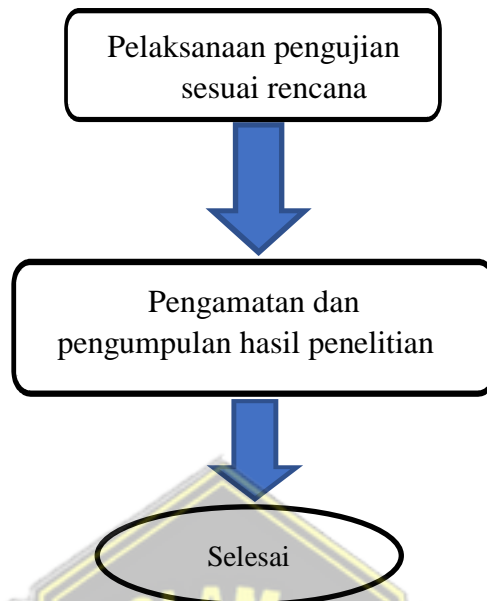 Pelaksanaan pengujian
sesuai rencana
Pengamatan dan
pengumpulan hasil penelitian
Selesai